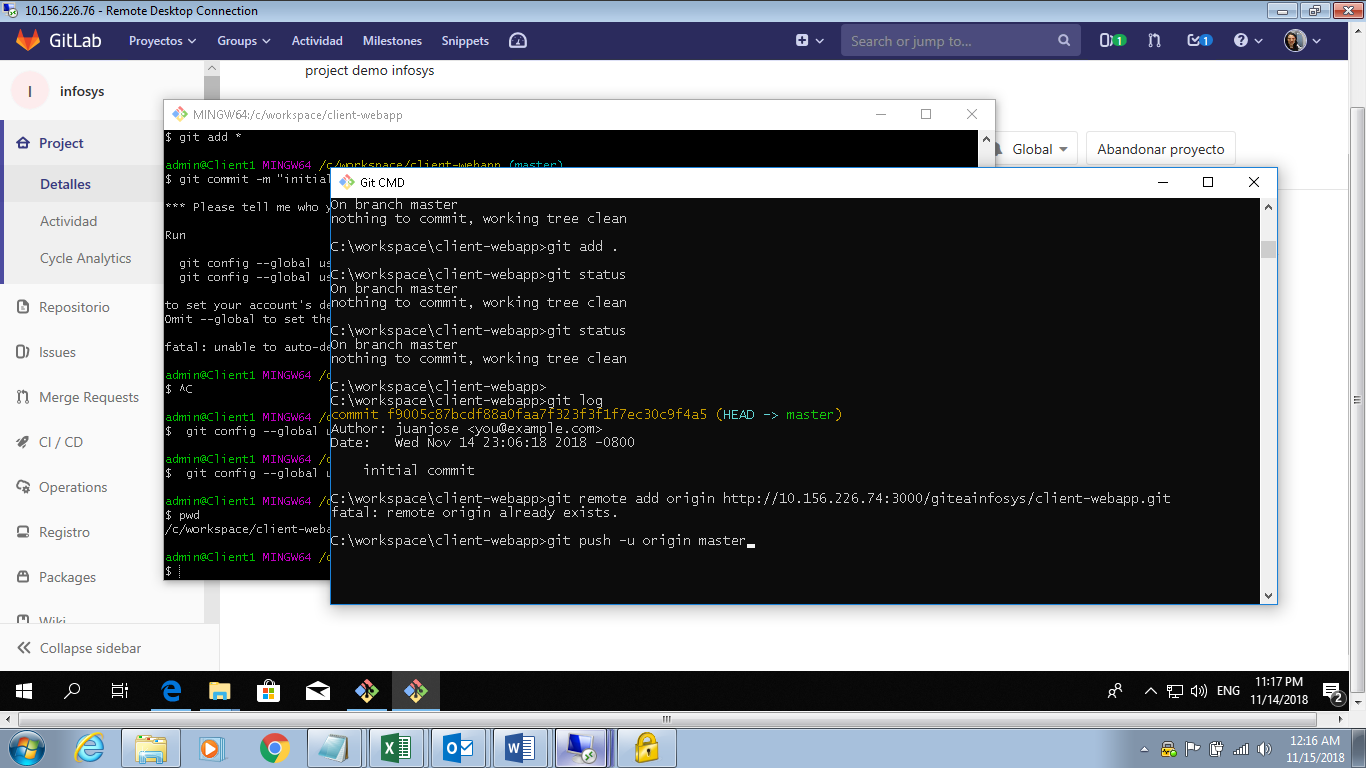 10.156.226.76 - Remote Desktop Connection
GitLab
Proyectos
Groups
Actividad
Milestones
Snippets
Search or jump to...
1
1
I
infosys
project demo infosys
Project
Detalles
Actividad
Cycle Analytics
Repositorio
Issues
Merge Requests
CI / CD
Operations
Registro
Packages
Wiki
Collapse sidebar
Global
Abandonar proyecto
MINGW64:/c/workspace/client-webapp
$ git add *
admin@Client1 MINGW64 /c/workspace/client-webapp (master)
$ git commit -m "initial
*** Please tell me who y
Run
git config --global us
git config --global us
to set your account's de
Omit --global to set the
fatal: unable to auto-de
admin@Client1 MINGW64 /c
$ ^C
admin@Client1 MINGW64 /c
$  git config --global u
admin@Client1 MINGW64 /c
$  git config --global u
admin@Client1 MINGW64 /c
$ pwd
/c/workspace/client-weba
admin@Client1 MINGW64 /c
$
Git CMD
On branch master
nothing to commit, working tree clean
C:\workspace\client-webapp>git add .
C:\workspace\client-webapp>git status
On branch master
nothing to commit, working tree clean
C:\workspace\client-webapp>git status
On branch master
nothing to commit, working tree clean
C:\workspace\client-webapp>
C:\workspace\client-webapp>git log
commit f9005c87bcdf88a0faa7f323f3f1f7ec30c9f4a5 (HEAD -> master)
Author: juanjose <you@example.com>
Date:   Wed Nov 14 23:06:18 2018 -0800
initial commit
C:\workspace\client-webapp>git remote add origin http://10.156.226.74:3000/giteainfosys/client-webapp.git
fatal: remote origin already exists.
C:\workspace\client-webapp>git push -u origin master
ENG
11:17 PM
11/14/2018
2
12:16 AM
11/15/2018